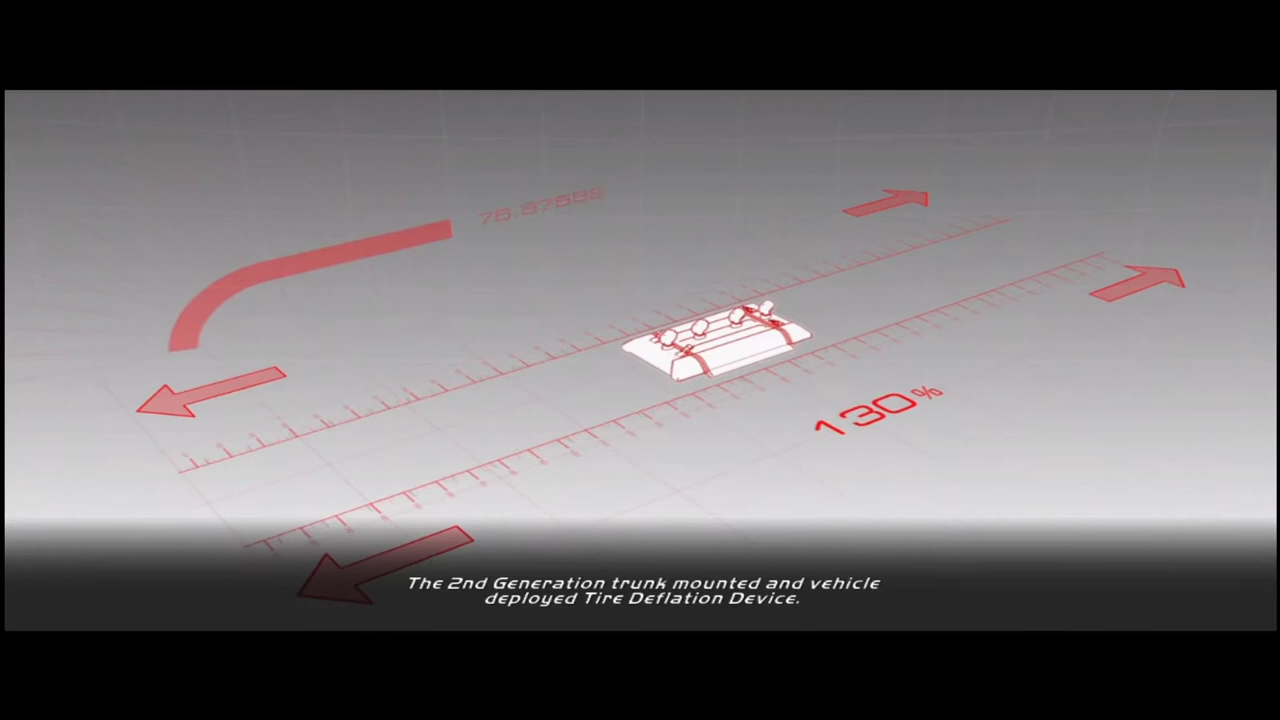 130%
The 2nd Generation trunk mounted and vehicle
deployed Tire Deflation Device.